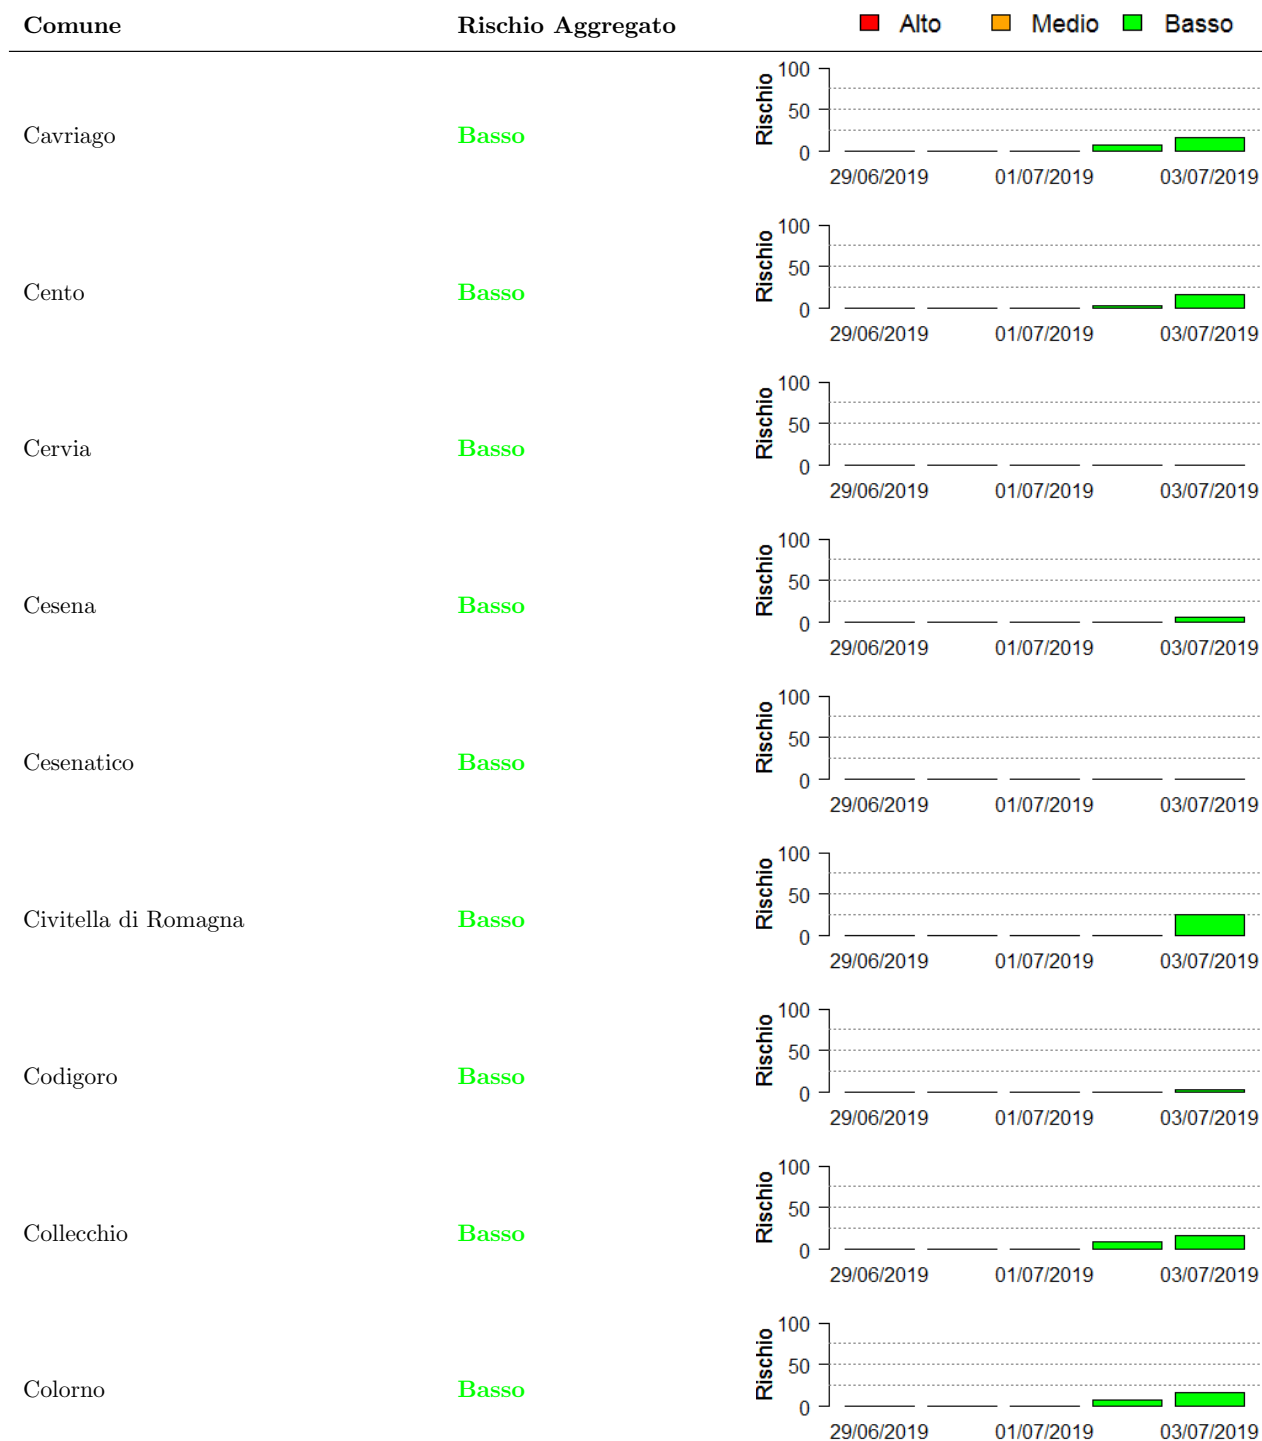 Comune Rischio Aggregato Alto Medio Basso
100
50
0
Rischio
Cavriago Basso
29/06/2019 01/07/2019 03/07/2019
100
50
0
Rischio
Cento Basso
29/06/2019 01/07/2019 03/07/2019
100
50
0
Rischio
Cervia Basso
29/06/2019 01/07/2019 03/07/2019
100
50
0
Rischio
Cesena Basso
29/06/2019 01/07/2019 03/07/2019
100
50
0
Rischio
Cesenatico Basso
29/06/2019 01/07/2019 03/07/2019
100
50
0
Rischio
Civitella di Romagna Basso
29/06/2019 01/07/2019 03/07/2019
100
50
0
Rischio
Codigoro Basso
29/06/2019 01/07/2019 03/07/2019
100
50
0
Rischio
Collecchio Basso
29/06/2019 01/07/2019 03/07/2019
100
50
0
Rischio
Colorno Basso
29/06/2019 01/07/2019 03/07/2019